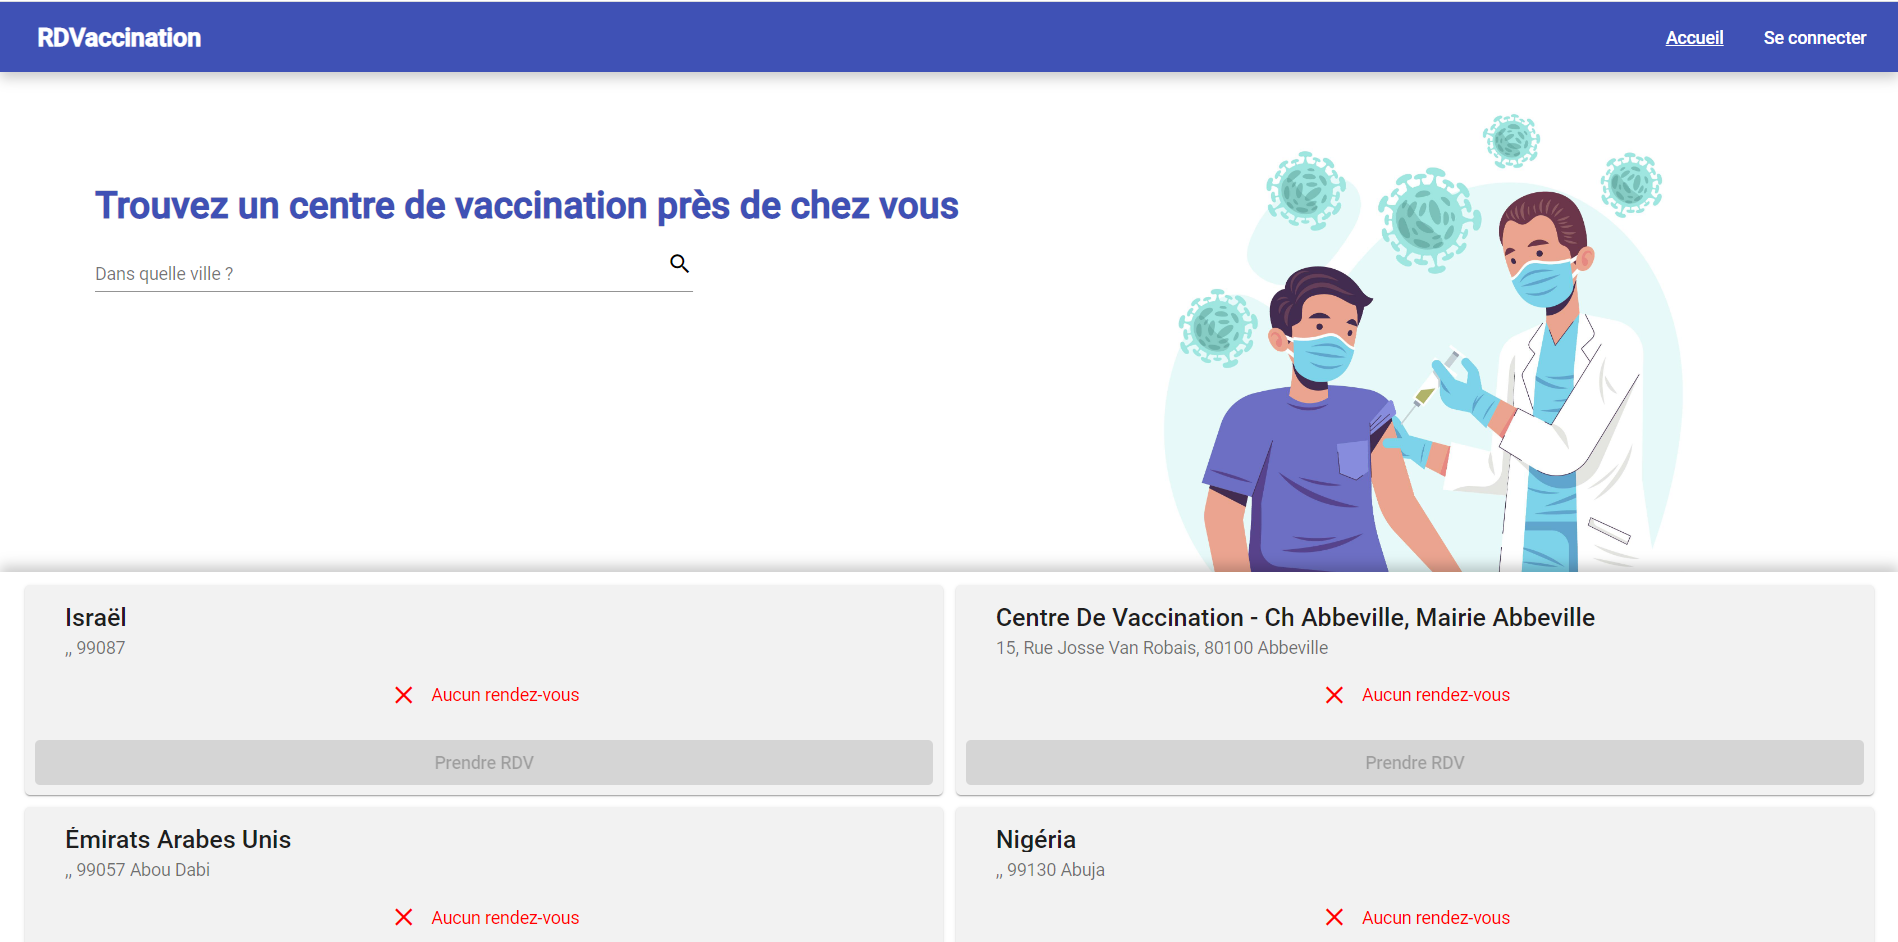 RDVaccination
Accueil
Se connecter
Trouvez un centre de vaccination près de chez vous
Dans quelle ville ?
Israël
,, 99087
Aucun rendez-vous
Prendre RDV
Centre De Vaccination - Ch Abbeville, Mairie Abbeville
15, Rue Josse Van Robais, 80100 Abbeville
Aucun rendez-vous
Prendre RDV
Émirats Arabes Unis
,, 99057 Abou Dabi
Aucun rendez-vous
Nigéria
,, 99130 Abuja
Aucun rendez-vous